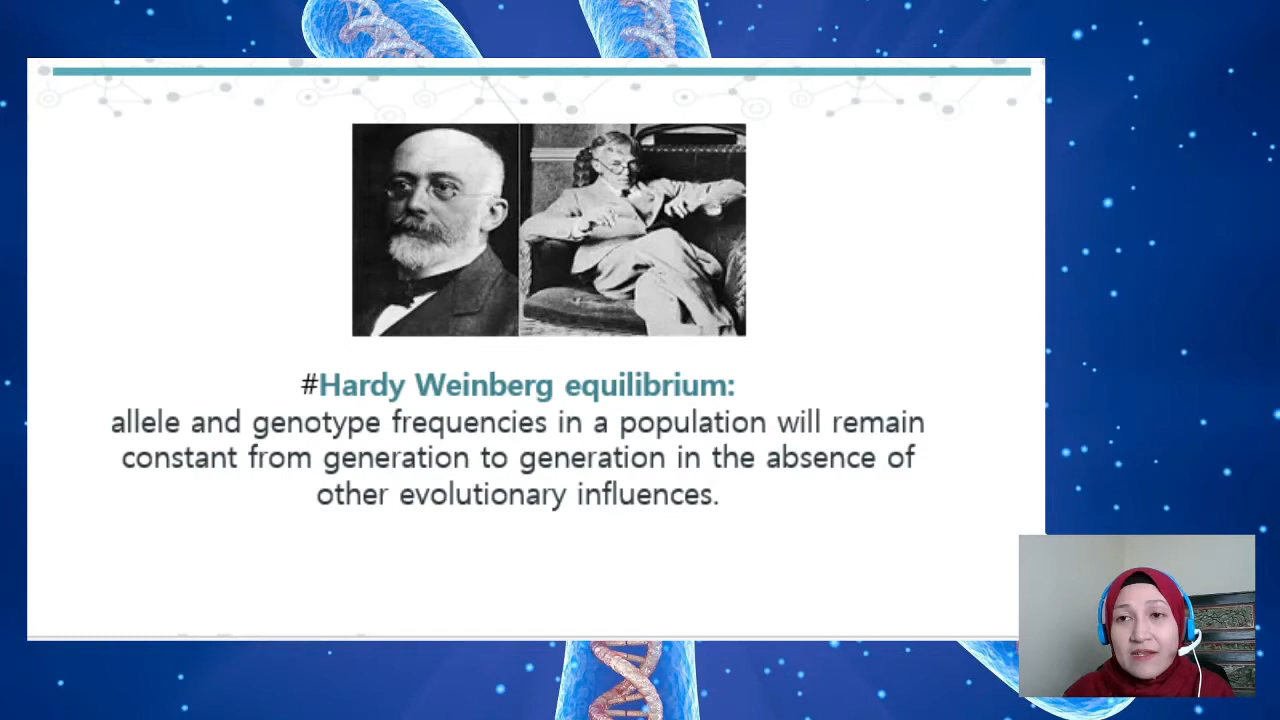 #Hardy Weinberg equilibrium:
allele and genotype frequencies in a population will remain
constant from generation to generation in the absence of
other evolutionary influences.